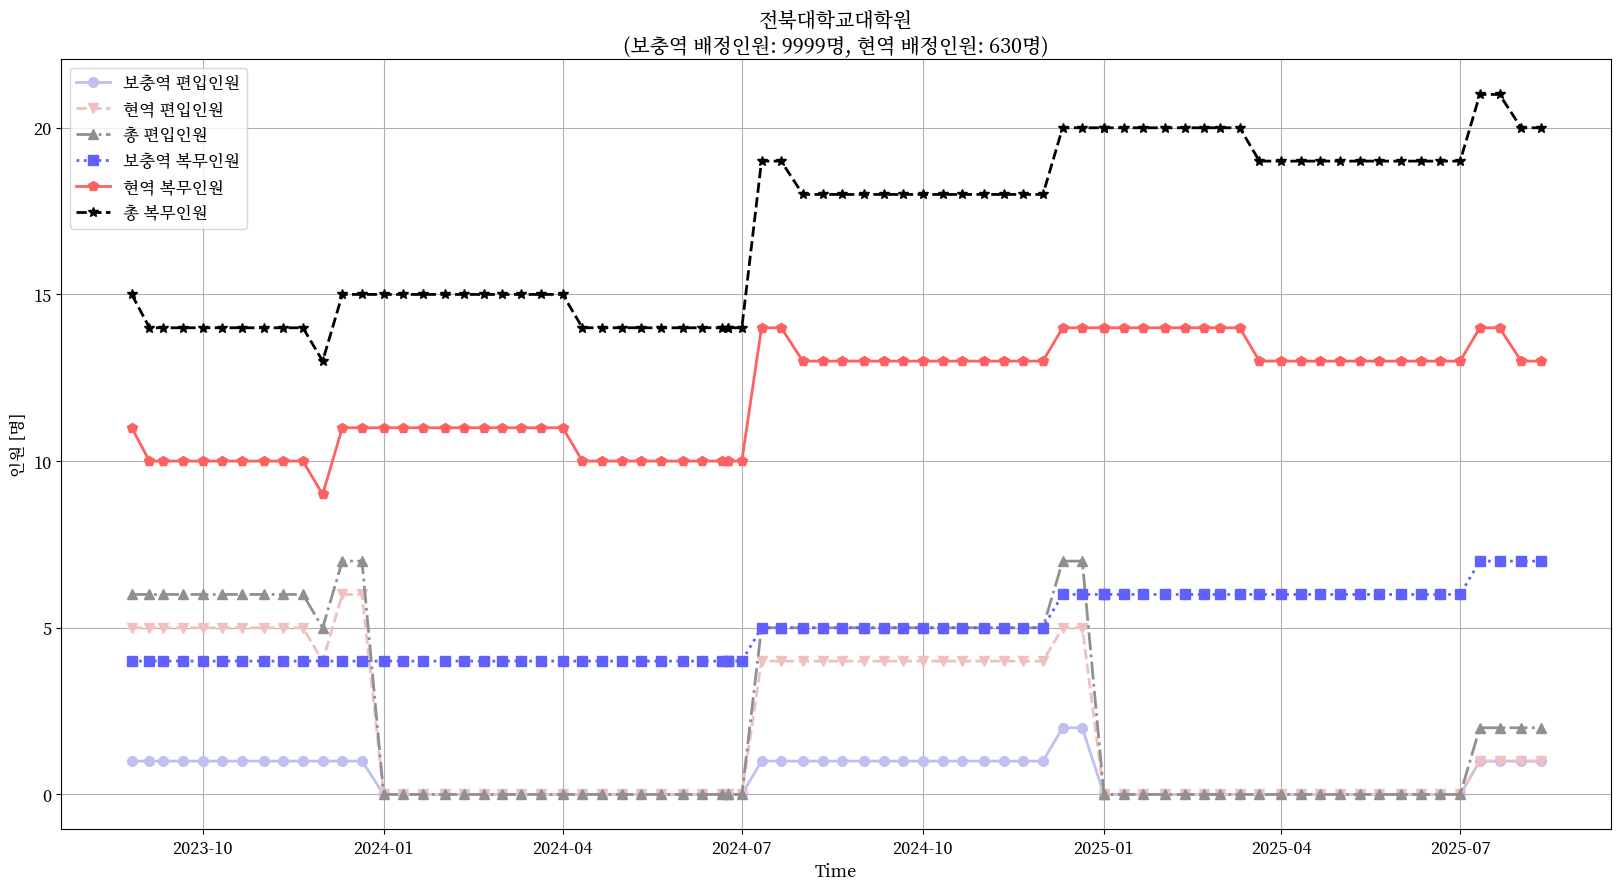 전북대학교대학원
(보충역 배정인원: 9999명, 현역 배정인원: 630명)
보충역 편입인원
현역 편입인원
총 편입인원
보충역 복무인원
현역 복무인원
총 복무인원
20
15
10
5
0
인원 [명]
2023-10
2024-01
2024-04
2024-07
2024-10
2025-01
2025-04
2025-07
Time